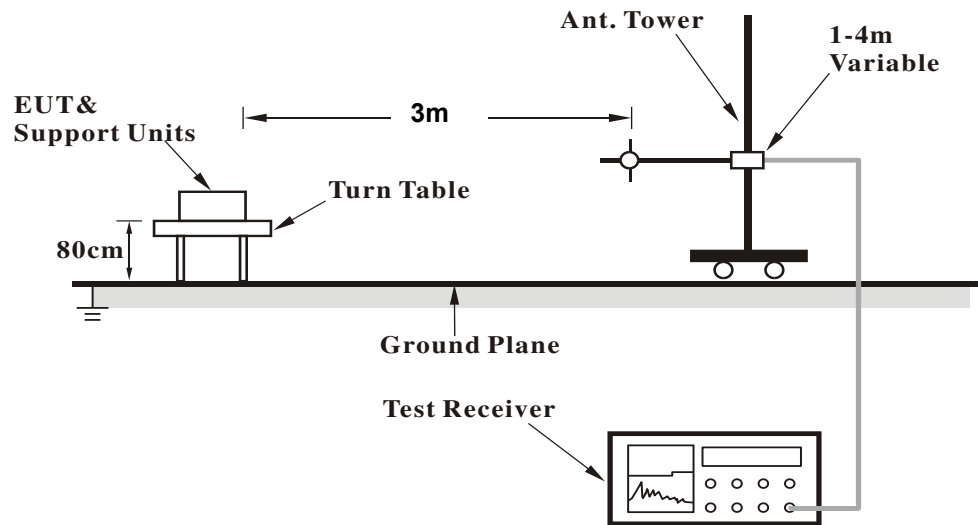 Ant. Tower
1-4m
Variable
EUT&
Support Units
3m
Turn Table
80cm
Ground Plane
Test Receiver